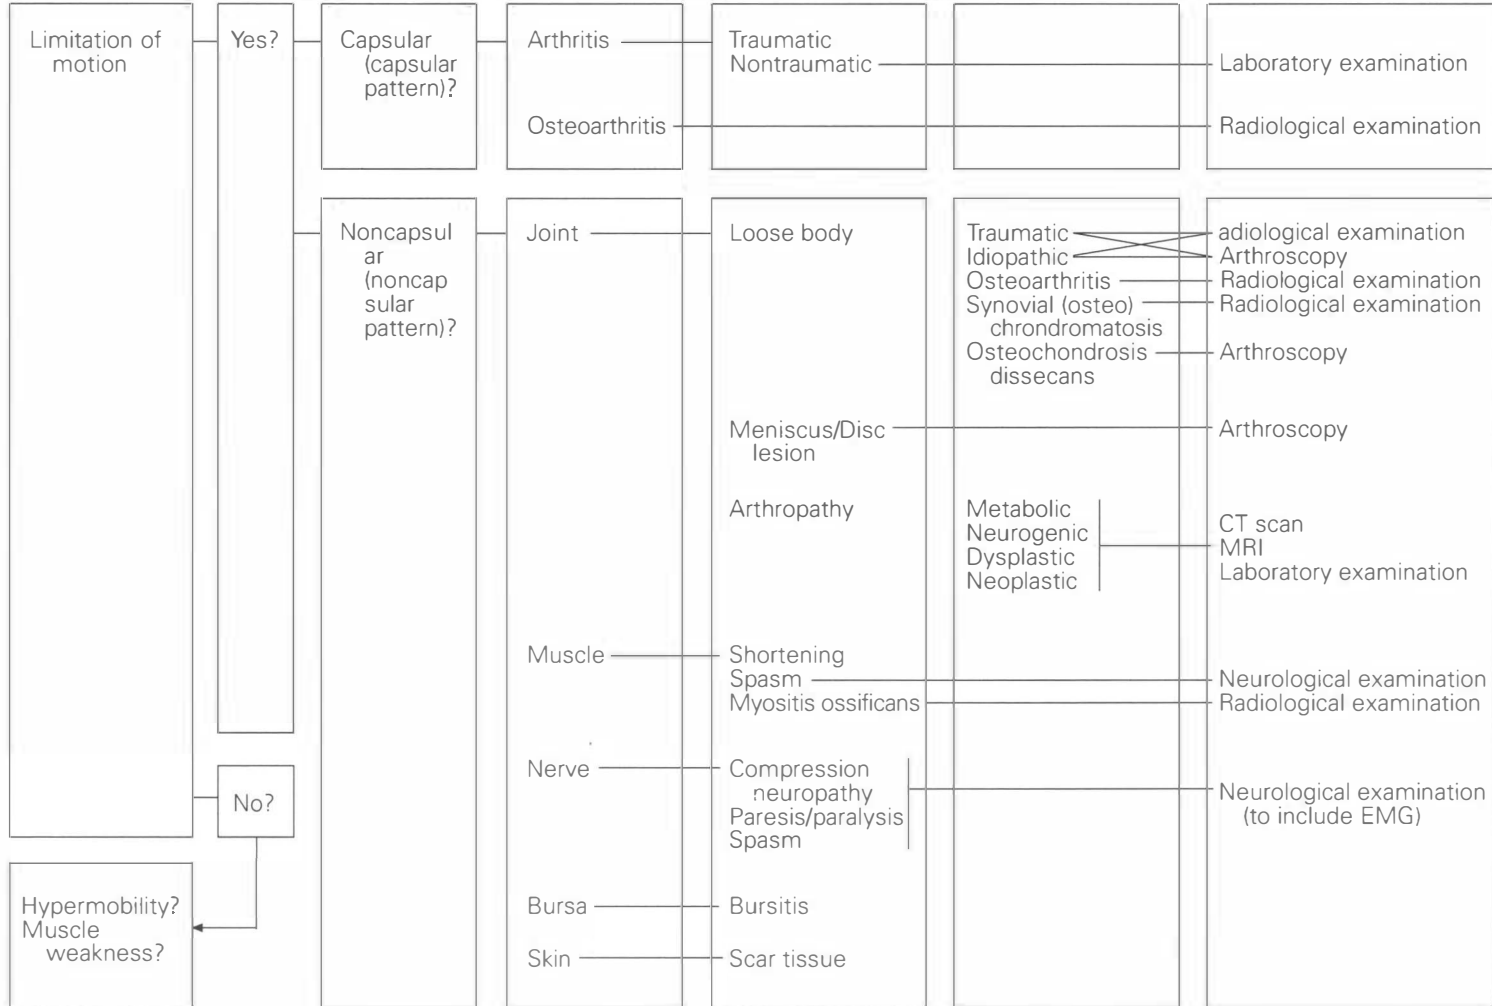 Limitation of
motion
Yes?
Capsular
(capsular
pattern)?
Arthritis
Traumatic
Nontraumatic
Laboratory examination
Osteoarthritis
Radiological examination
Noncapsul
ar
(noncap
sular
pattern)?
Joint
Loose body
Traumatic
Idiopathic
Osteoarthritis
Synovial (osteo)
chrondromatosis
Osteochondrosis
dissecans
adiological examination
Arthroscopy
Radiological examination
Radiological examination
Arthroscopy
Meniscus/Disc
lesion
Arthroscopy
Arthropathy
Metabolic
Neurogenic
Dysplastic
Neoplastic
CT scan
MRI
Laboratory examination
Muscle
Shortening
Spasm
Myositis ossificans
Neurological examination
Radiological examination
Nerve
Compression
neuropathy
Paresis/paralysis
Spasm
Neurological examination
(to include EMG)
No?
Hypermobility?
Muscle
weakness?
Bursa
Bursitis
Skin
Scar tissue